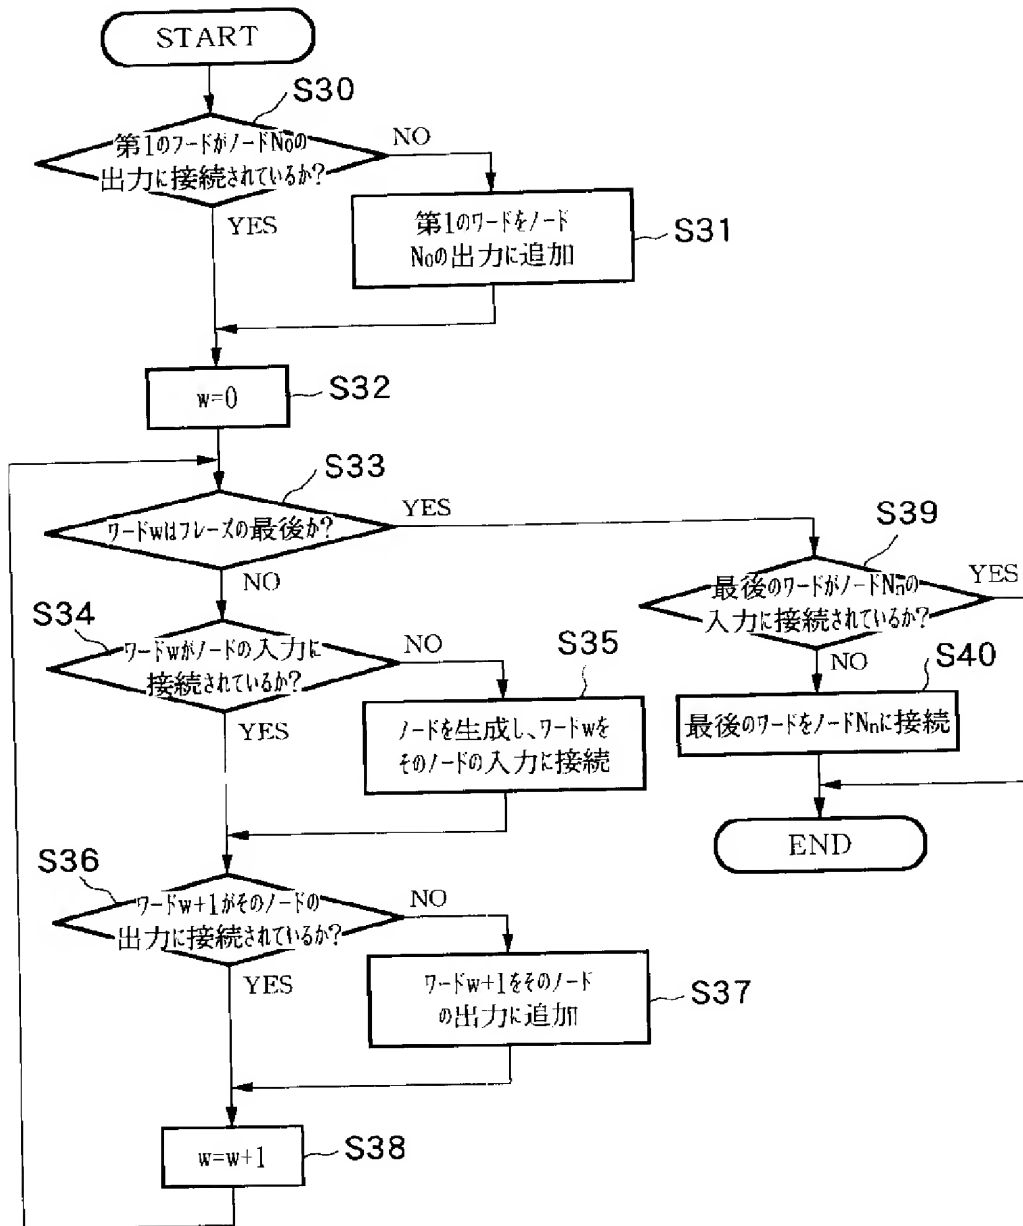 START
S30
第1のワードがノードN0の
出力に接続されているか?
NO
YES
第1のワードをノード
N0の出力に追加
S31
w=0
S32
S33
ワードwはフレーズの最後か?
YES
NO
S39
最後のワードがノードNnの
入力に接続されているか?
YES
NO
S40
最後のワードをノードNnに接続
END
S34
ワードwがノードの入力に
接続されているか?
NO
YES
S35
ノードを生成し、ワードwを
そのノードの入力に接続
S36
ワードw+1がそのノードの
出力に接続されているか?
NO
YES
ワードw+1をそのノード
の出力に追加
S37
w=w+1
S38